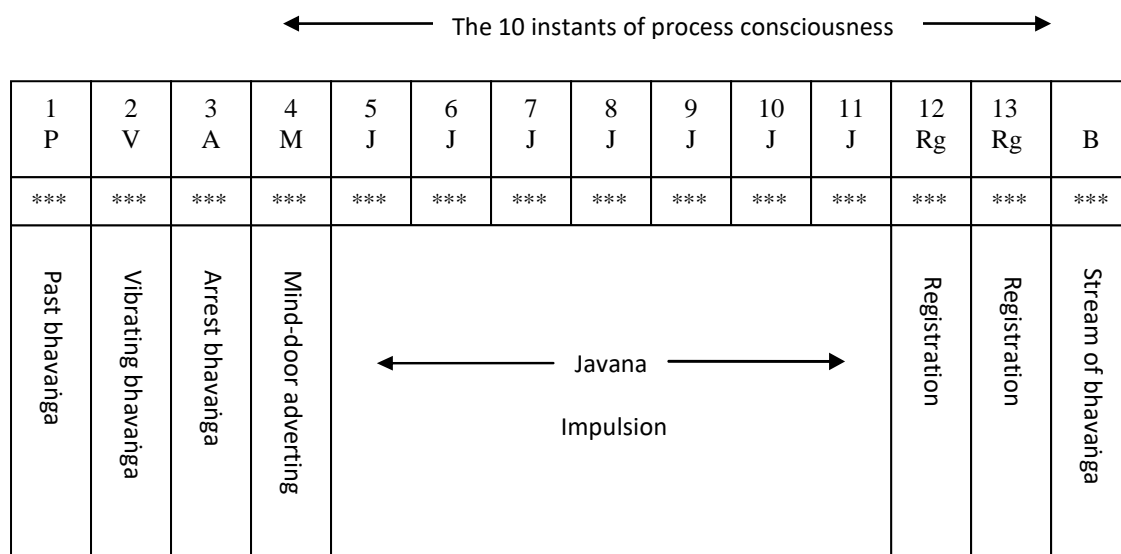 The 10 instants of process consciousness
1 2 3 4 5 6 7 8 9 10 11 12 13
P V A M J J J J J J J Rg Rg B
*** *** *** *** *** *** *** *** *** *** *** *** *** ***
Past bhavaṅga
Vibrating bhavaṅga
Arrest bhavaṅga
Mind-door adverting
Javana
Impulsion
Registration
Registration
Stream of bhavaṅga